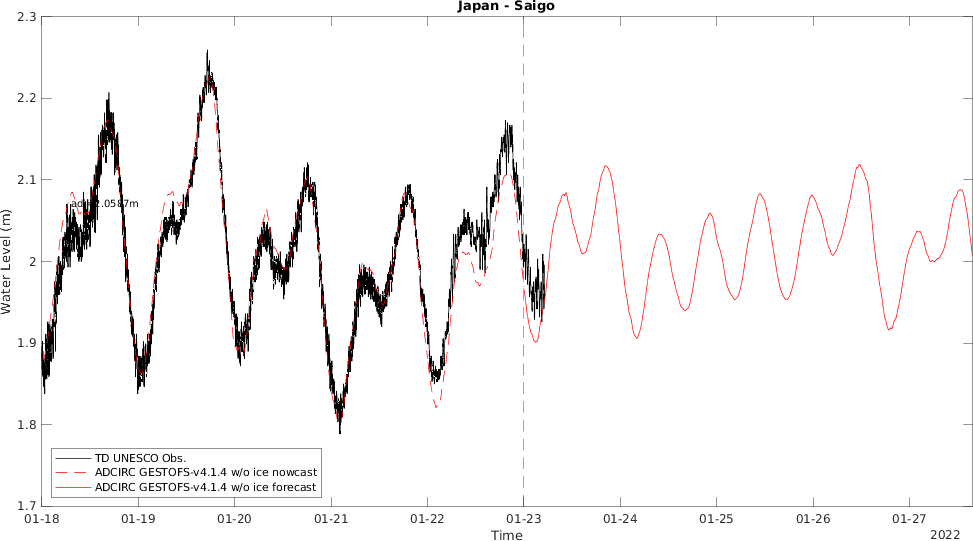 Japan - Saigo
2.3
2.2
2.1
2
1.9
1.8
1.7
Water Level (m)
TD UNESCO Obs.
ADCIRC GESTOFS-v4.1.4 w/o ice nowcast
ADCIRC GESTOFS-v4.1.4 w/o ice forecast
01-18 01-19 01-20 01-21 01-22 01-23 01-24 01-25 01-26 01-27
Time
2022